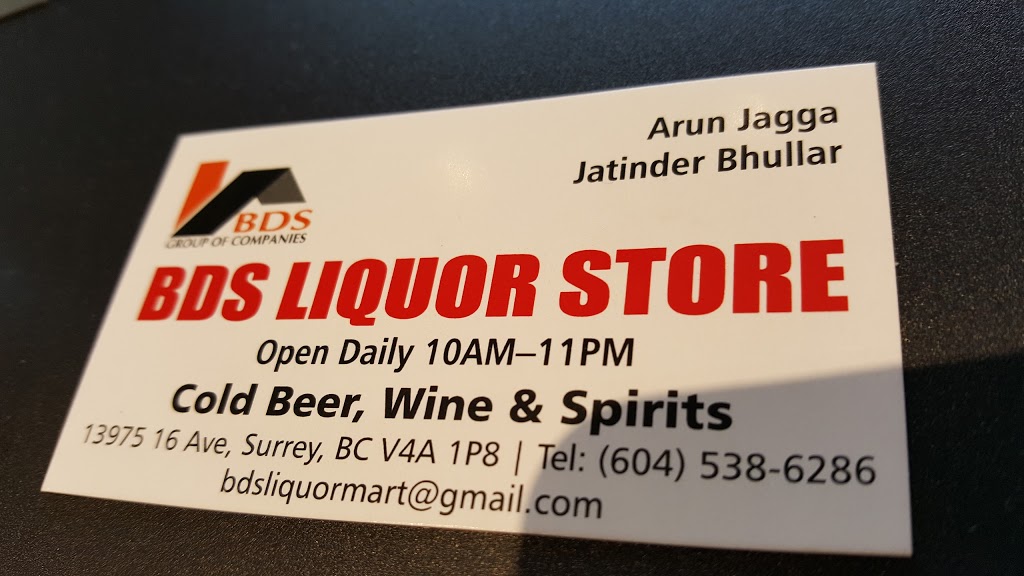 Arun Jagga
Jatinder Bhullar
BDS
GROUP OF COMPANIES
BDS LIQUOR STORE
Open Daily 10AM–11PM
Cold Beer, Wine & Spirits
13975 16 Ave, Surrey, BC V4A 1P8 | Tel: (604) 538-6286
bdsliquormart@gmail.com